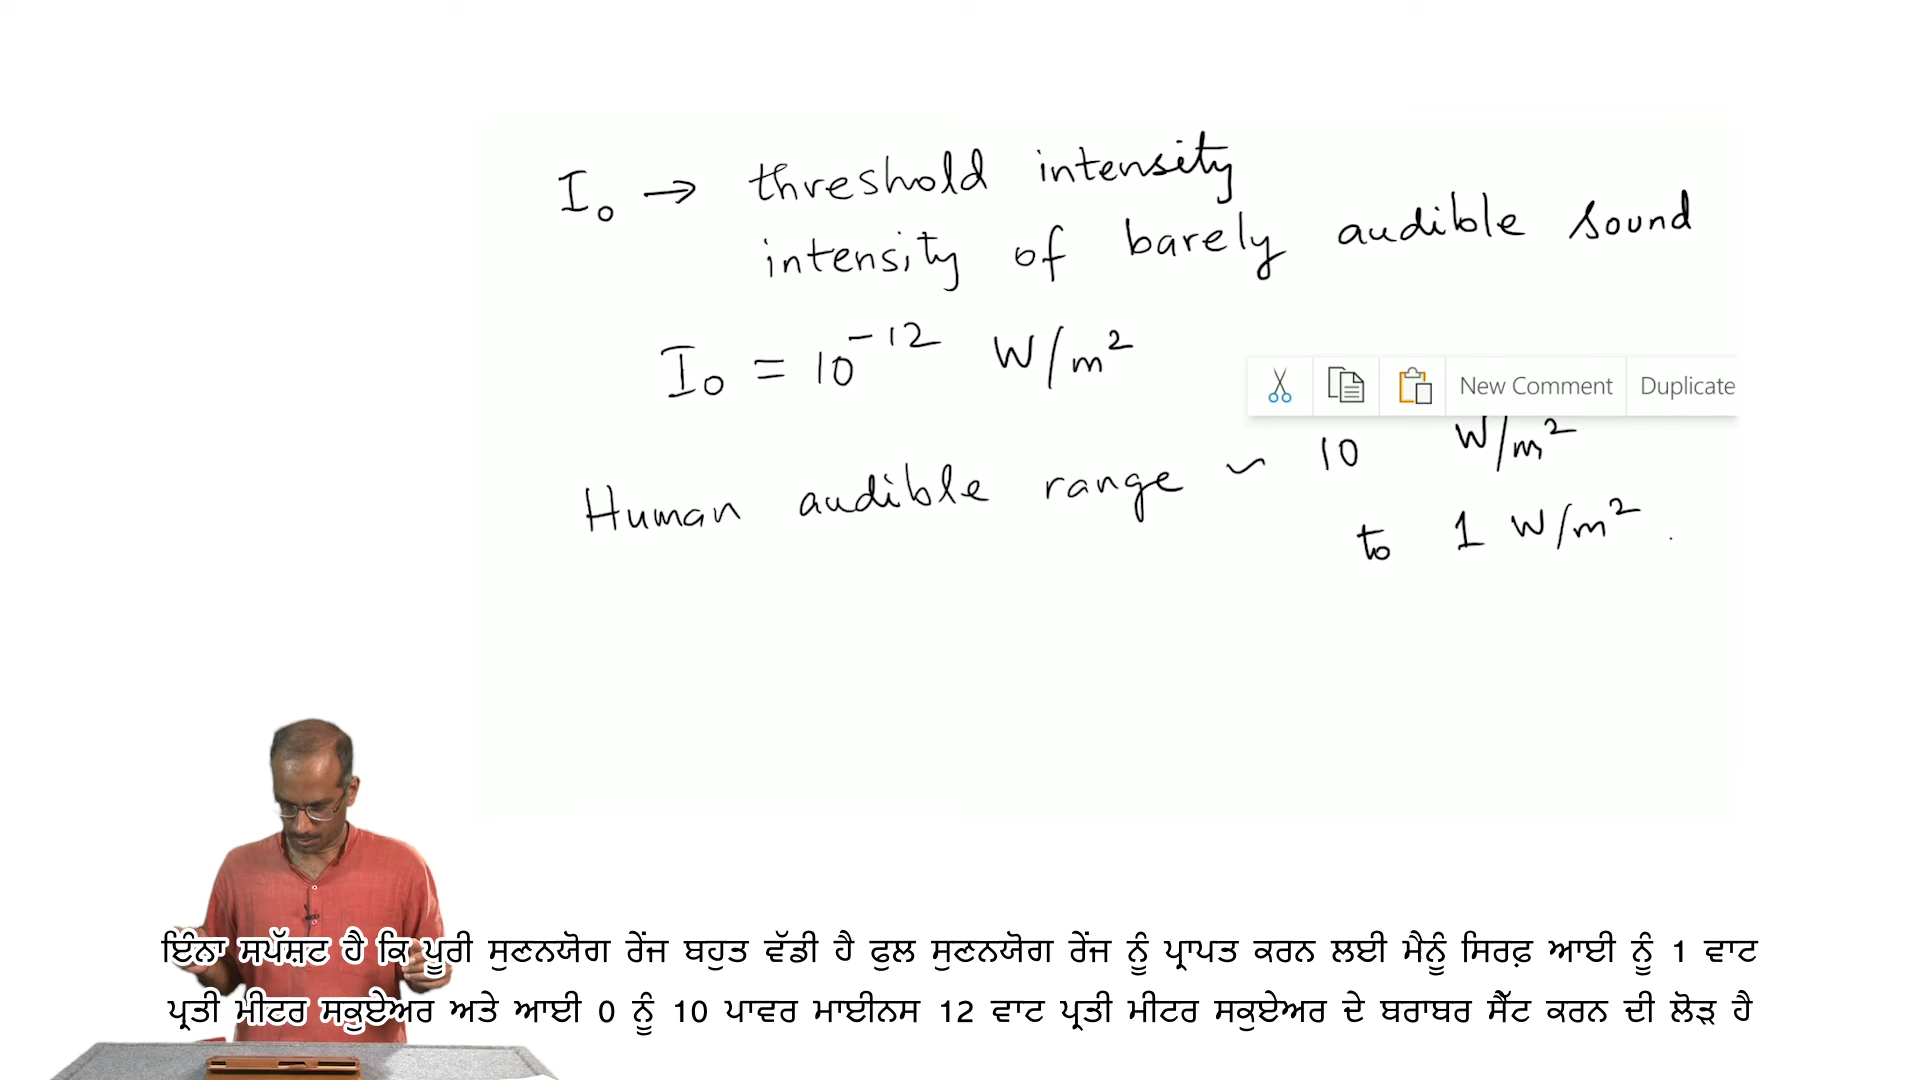 I₀ → threshold intensity
intensity of barely audible sound
I₀ = 10⁻¹² W/m²
New Comment Duplicate
Human audible range ~ 10 W/m²
to 1 W/m².
ਇੰਨਾ ਸਪੱਸ਼ਟ ਹੈ ਕਿ ਪੂਰੀ ਸੁਣਨਯੋਗ ਰੇਂਜ ਬਹੁਤ ਵੱਡੀ ਹੈ ਫੁਲ ਸੁਣਨਯੋਗ ਰੇਂਜ ਨੂੰ ਪ੍ਰਾਪਤ ਕਰਨ ਲਈ ਮੈਨੂੰ ਸਿਰਫ਼ ਆਈ ਨੂੰ 1 ਵਾਟ
ਪ੍ਰਤੀ ਮੀਟਰ ਸਕੁਏਅਰ ਅਤੇ ਆਈ 0 ਨੂੰ 10 ਪਾਵਰ ਮਾਈਨਸ 12 ਵਾਟ ਪ੍ਰਤੀ ਮੀਟਰ ਸਕੁਏਅਰ ਦੇ ਬਰਾਬਰ ਸੈੱਟ ਕਰਨ ਦੀ ਲੋੜ ਹੈ